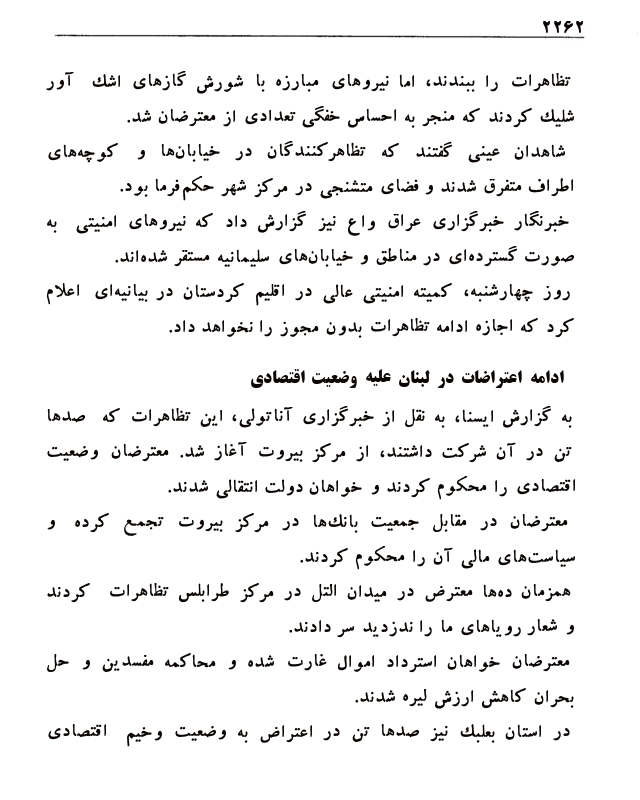 ۲۲۶۲
تظاهرات را ببندند، اما نیروهای مبارزه با شورش گازهای اشك آور
شلیك کردند که منجر به احساس خفگی تعدادی از معترضان شد.
شاهدان عینی گفتند که تظاهرکنندگان در خیابان‌ها و کوچه‌های
اطراف متفرق شدند و فضای متشنجی در مرکز شهر حکم‌فرما بود.
خبرنگار خبرگزاری عراق واع نیز گزارش داد که نیروهای امنیتی به
صورت گسترده‌ای در مناطق و خیابان‌های سلیمانیه مستقر شده‌اند.
روز چهارشنبه، کمیته امنیتی عالی در اقلیم کردستان در بیانیه‌ای اعلام
کرد که اجازه ادامه تظاهرات بدون مجوز را نخواهد داد.
ادامه اعتراضات در لبنان علیه وضعیت اقتصادی
به گزارش ایسنا، به نقل از خبرگزاری آناتولی، این تظاهرات که صدها
تن در آن شرکت داشتند، از مرکز بیروت آغاز شد. معترضان وضعیت
اقتصادی را محکوم کردند و خواهان دولت انتقالی شدند.
معترضان در مقابل جمعیت بانك‌ها در مرکز بیروت تجمع کرده و
سیاست‌های مالی آن را محکوم کردند.
همزمان ده‌ها معترض در میدان التل در مرکز طرابلس تظاهرات کردند
و شعار رویاهای ما را ندزدید سر دادند.
معترضان خواهان استرداد اموال غارت شده و محاکمه مفسدین و حل
بحران کاهش ارزش لیره شدند.
در استان بعلبك نیز صدها تن در اعتراض به وضعیت وخیم اقتصادی